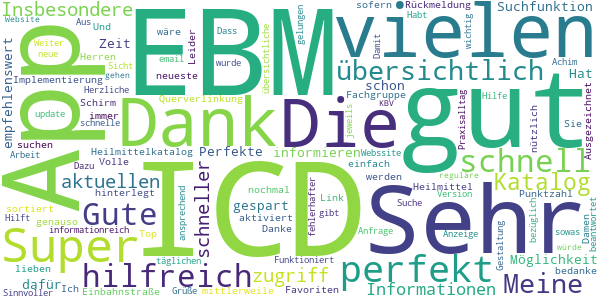 Insbesondere
Website
Aus
Und
wäre
Das
gelungen
sofern
Rückmeldung
Habt
wichtig
Suchfunktion
EBM
vielen
App
empfehlenswert
Weiter
neue
Herren
Zeit
Leider
email
neueste
wurde
übersichtliche
übersichtlich
Damit
Achim
Hat
Implementierung
gehen
Sicht
Herzliche
Schirm
immer
schnelle
update
suchen
Arbeit
Querverlinkung
Dank
Die
gut
schon
Fachgruppe
KBV
jeweils
Praxisalltag
Hilfe
nützlich
Sie
Ausgezeichnet
Heilmittelkatalog
Perfekte
Dazu
Volle
informieren
Webssite
einfach
schnell
reguläre
aktuellen
hinterlegt
ICD
schneller
nochmal
gespart
aktiviert
Danke
Link
gibt
fehlerhafter
werden
Heilmittel
Suche
Version
Katalog
Punktzahl
Anfrage
Sehr
Anzeige
Gestaltung
bezüglich
sowas
Damen
beantwortet
würde
sortiert
genauso
Hilft
informationreich
Gute
Top
ansprechend
Super
täglichen
Funktioniert
lieben
Sinnvoller
dafür
Ich
hilfreich
Einbahnstraße
Gruße
mittlerweile
zugriff
Favoriten
perfekt
Informationen
Möglichkeit
Meine
bedanke